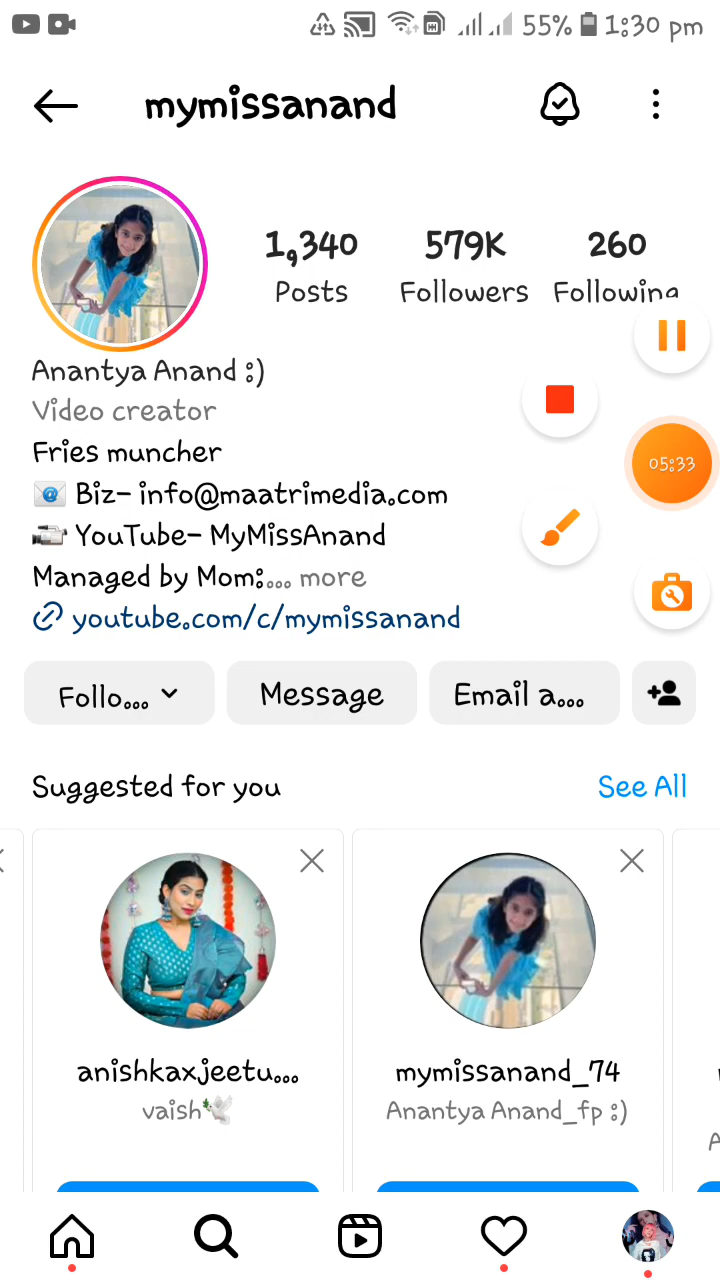 55% 1:30 pm
mymissanand
1,340 579K 260
Posts Followers Following
Anantya Anand :)
Video creator
Fries muncher
📧 Biz- info@maatrimedia.com
📹 YouTube- MyMissAnand
Managed by Mom:... more
youtube.com/c/mymissanand
05:33
Follo... Message Email a...
Suggested for you See All
anishkaxjeetu... mymissanand_74
vaish🕊️ Anantya Anand_fp :)